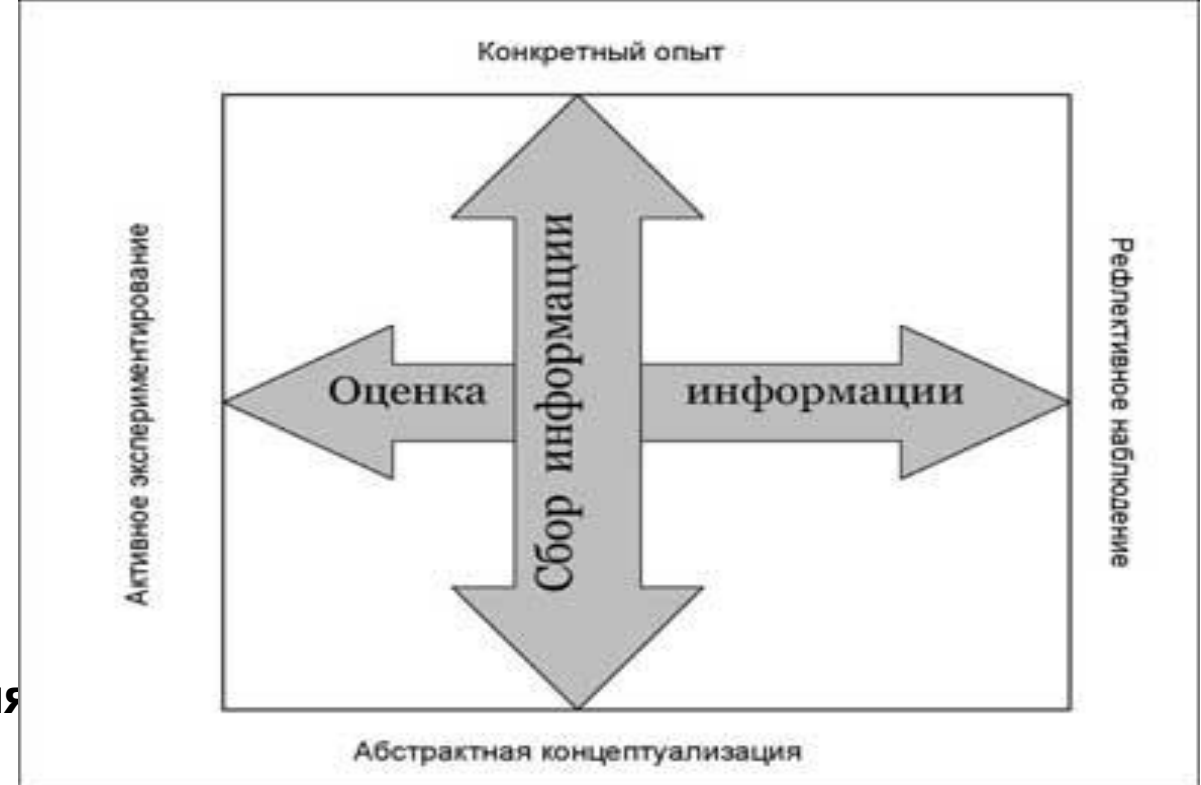 Конкретный опыт
Активное экспериментирование
Сбор информации
Оценка информации
Рефлективное наблюдение
Абстрактная концептуализация